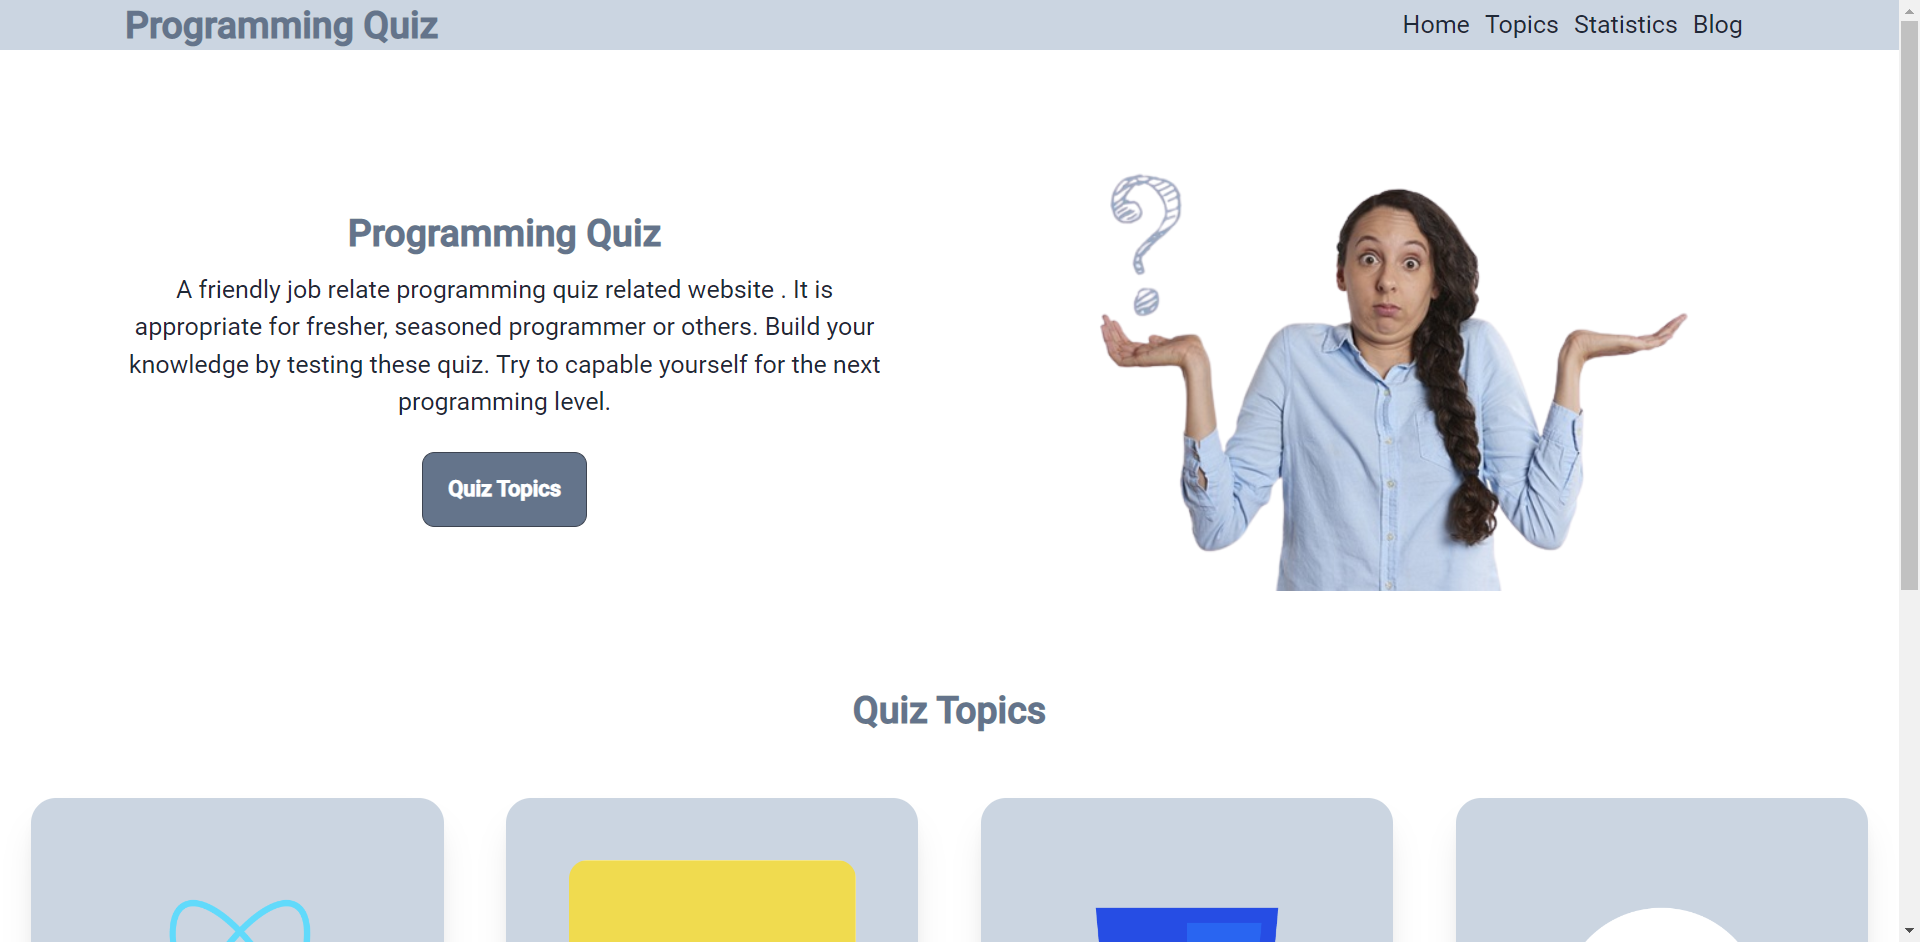 Programming Quiz
Home Topics Statistics Blog
Programming Quiz
A friendly job relate programming quiz related website . It is
appropriate for fresher, seasoned programmer or others. Build your
knowledge by testing these quiz. Try to capable yourself for the next
programming level.
Quiz Topics
Quiz Topics